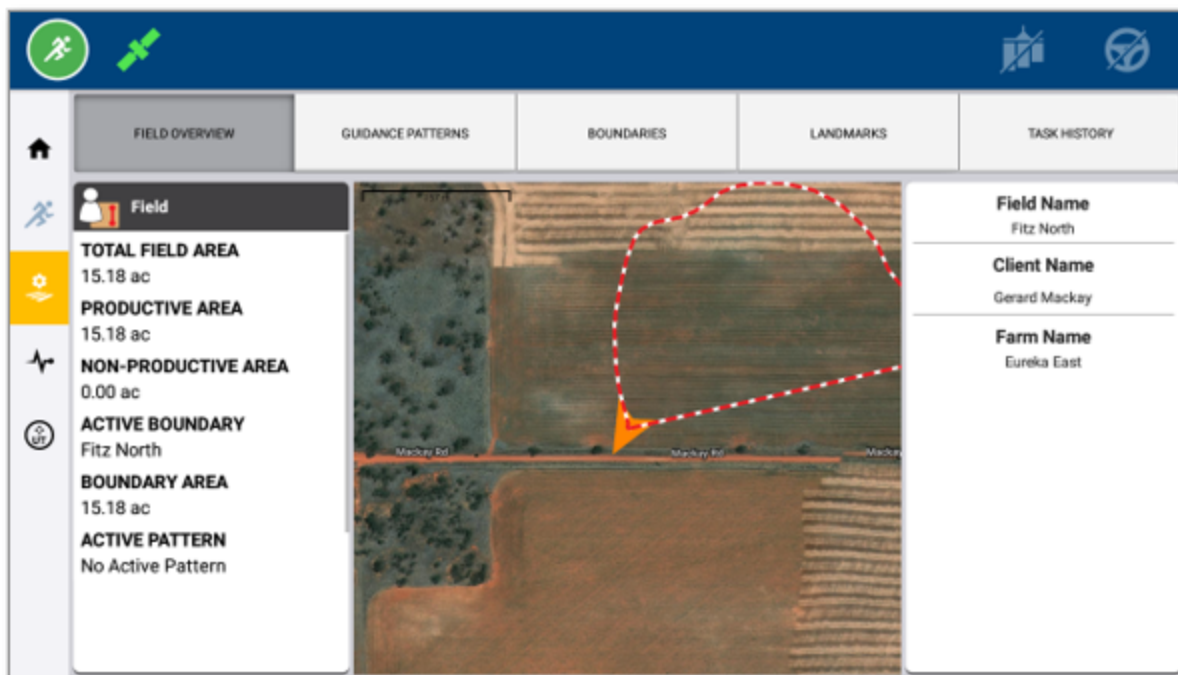 FIELD OVERVIEW
GUIDANCE PATTERNS
BOUNDARIES
LANDMARKS
TASK HISTORY
Field
TOTAL FIELD AREA
15.18 ac
PRODUCTIVE AREA
15.18 ac
NON-PRODUCTIVE AREA
0.00 ac
ACTIVE BOUNDARY
Fitz North
BOUNDARY AREA
15.18 ac
ACTIVE PATTERN
No Active Pattern
Mackay Rd
Mackay Rd
Mackay
Field Name
Fitz North
Client Name
Gerard Mackay
Farm Name
Eureka East
UT